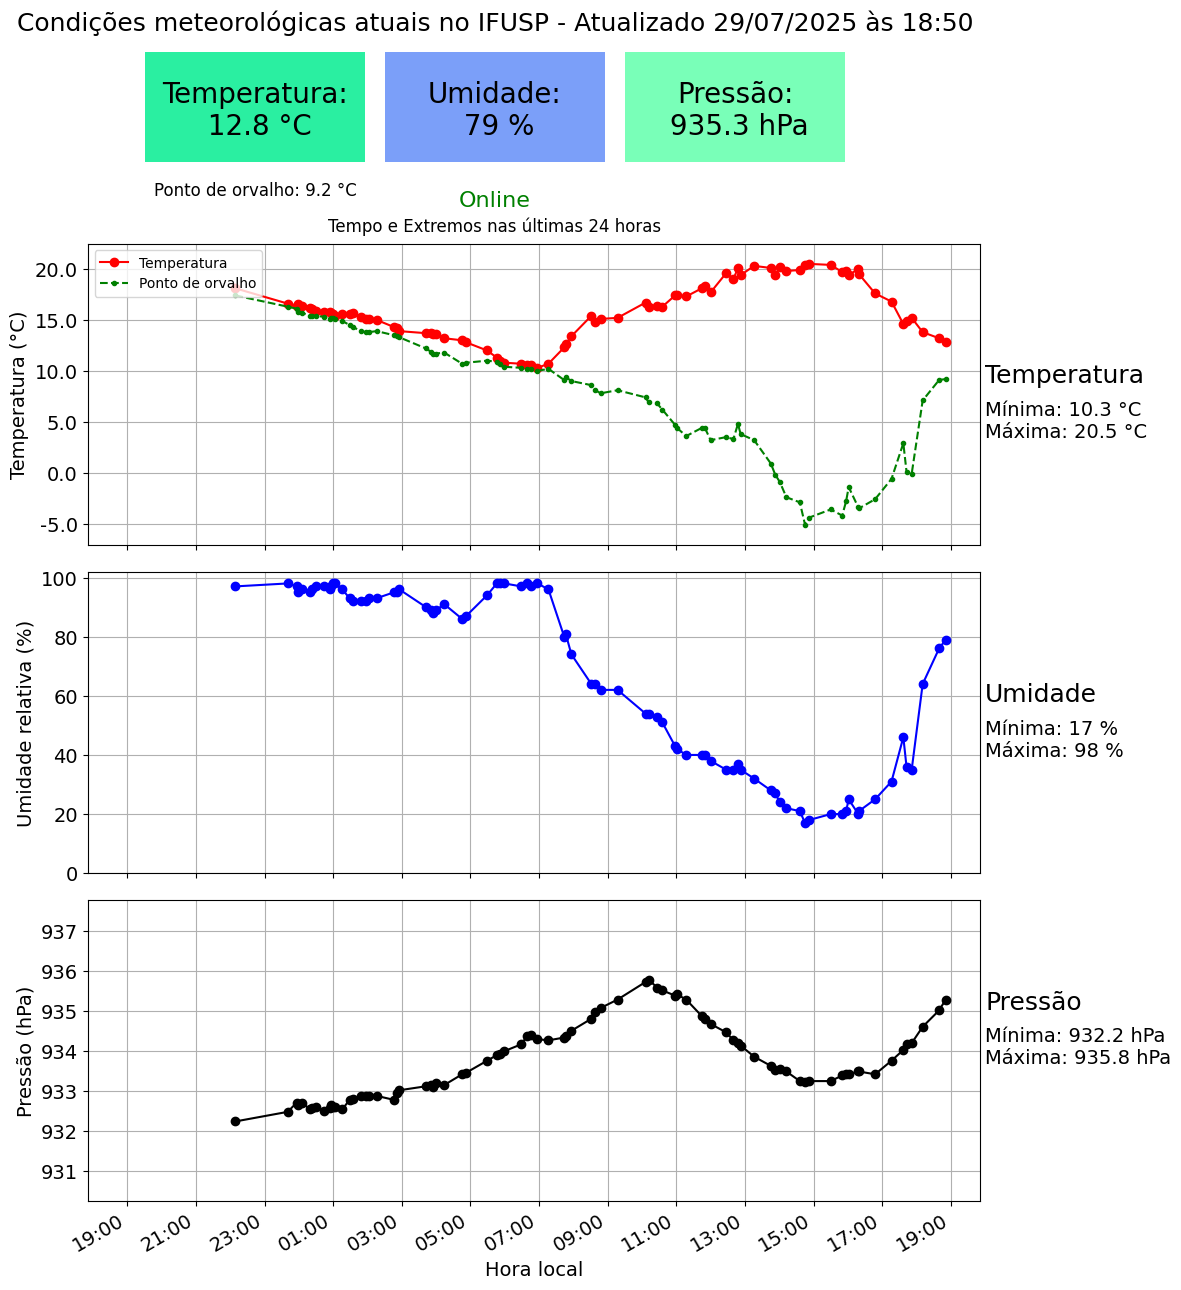 Condições meteorológicas atuais no IFUSP - Atualizado 29/07/2025 às 18:50
Temperatura:
12.8 °C
Umidade:
79 %
Pressão:
935.3 hPa
Ponto de orvalho: 9.2 °C
Online
Tempo e Extremos nas últimas 24 horas
Temperatura
Ponto de orvalho
Temperatura (°C)
20.0
15.0
10.0
5.0
0.0
-5.0
Temperatura
Mínima: 10.3 °C
Máxima: 20.5 °C
Umidade relativa (%)
100
80
60
40
20
0
Umidade
Mínima: 17 %
Máxima: 98 %
Pressão (hPa)
937
936
935
934
933
932
931
Pressão
Mínima: 932.2 hPa
Máxima: 935.8 hPa
19:00 21:00 23:00 01:00 03:00 05:00 07:00 09:00 11:00 13:00 15:00 17:00 19:00
Hora local